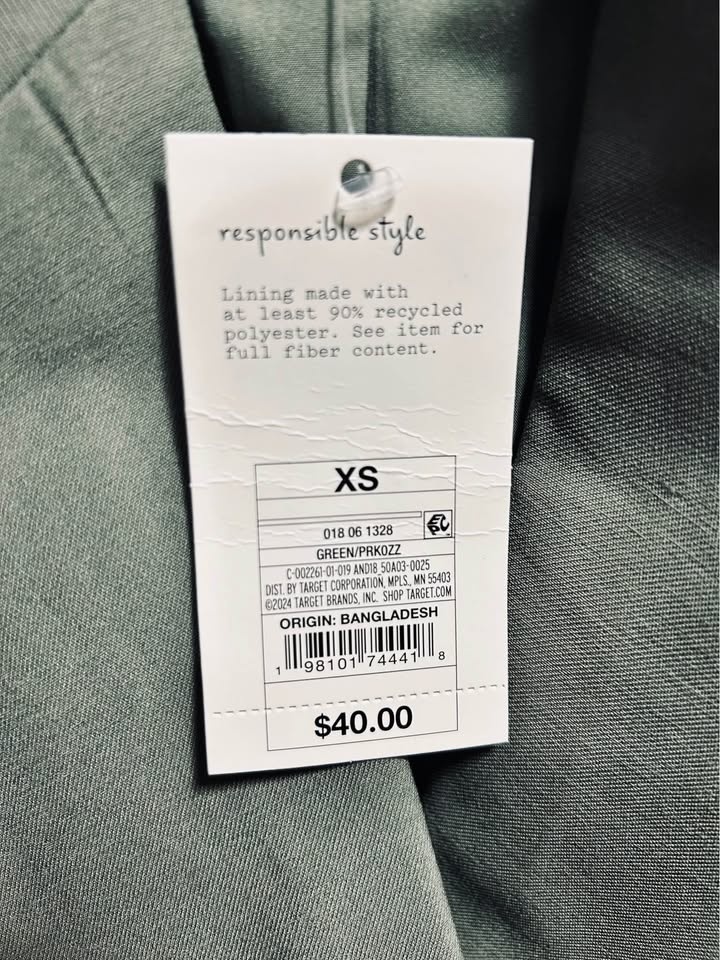 responsible style
Lining made with
at least 90% recycled
polyester. See item for
full fiber content.
XS
018 06 1328
GREEN/PRK0ZZ
C-002261-01-019 AND18_50A03-0025
DIST. BY TARGET CORPORATION, MPLS., MN 55403
©2024 TARGET BRANDS, INC. SHOP TARGET.COM
ORIGIN: BANGLADESH
1 98101 74441 8
$40.00